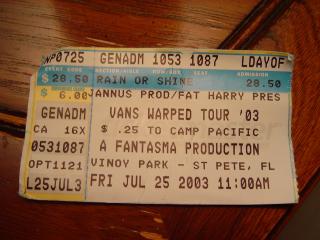 WP0725 GENADM 1053 1087 LDAYOF
EVENT CODE SECTION/AISLE ROW/BOX SEAT ADMISSION
$ 28.50 RAIN OR SHINE 28.50
$ 6.00 ANNUS PROD/FAT HARRY PRES
GENADM VANS WARPED TOUR '03
CA 16X $ .25 TO CAMP PACIFIC
0531087 A FANTASMA PRODUCTION
OPT1121 VINOY PARK - ST PETE, FL
L25JUL3 FRI JUL 25 2003 11:00AM